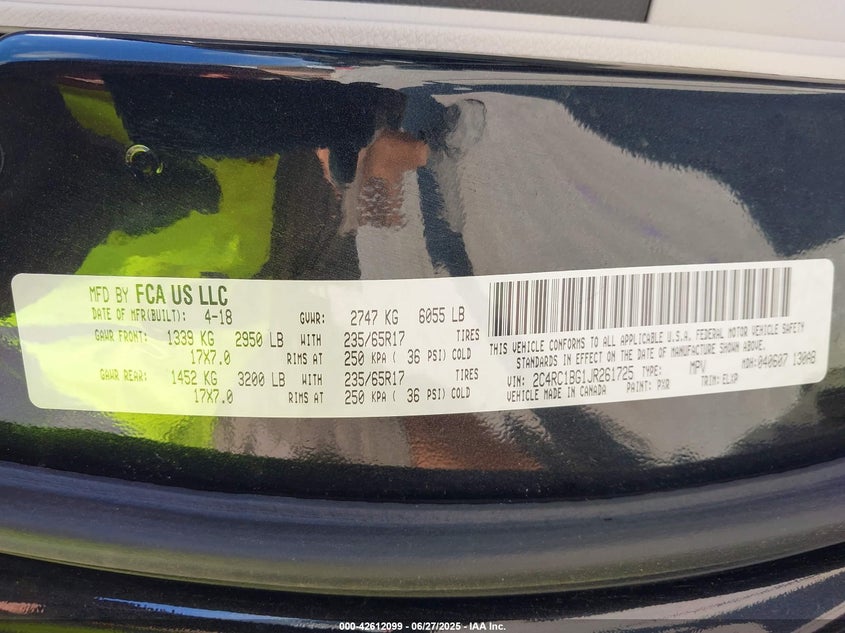 MFD BY FCA US LLC
DATE OF MFR(BUILT): 4-18 GVWR: 2747 KG 6055 LB
GAWR FRONT: 1339 KG 2950 LB WITH 235/65R17 TIRES
17X7.0 RIMS AT 250 KPA ( 36 PSI) COLD
GAWR REAR: 1452 KG 3200 LB WITH 235/65R17 TIRES
17X7.0 RIMS AT 250 KPA ( 36 PSI) COLD
THIS VEHICLE CONFORMS TO ALL APPLICABLE U.S.A. FEDERAL MOTOR VEHICLE SAFETY
STANDARDS IN EFFECT ON THE DATE OF MANUFACTURE SHOWN ABOVE.
VIN: 2C4RC1BG1JR261725 TYPE: MPV MDH:040607 130AB
VEHICLE MADE IN CANADA PAINT: PXR TRIM: ELXP
000-42612099 - 06/27/2025 - IAA Inc.